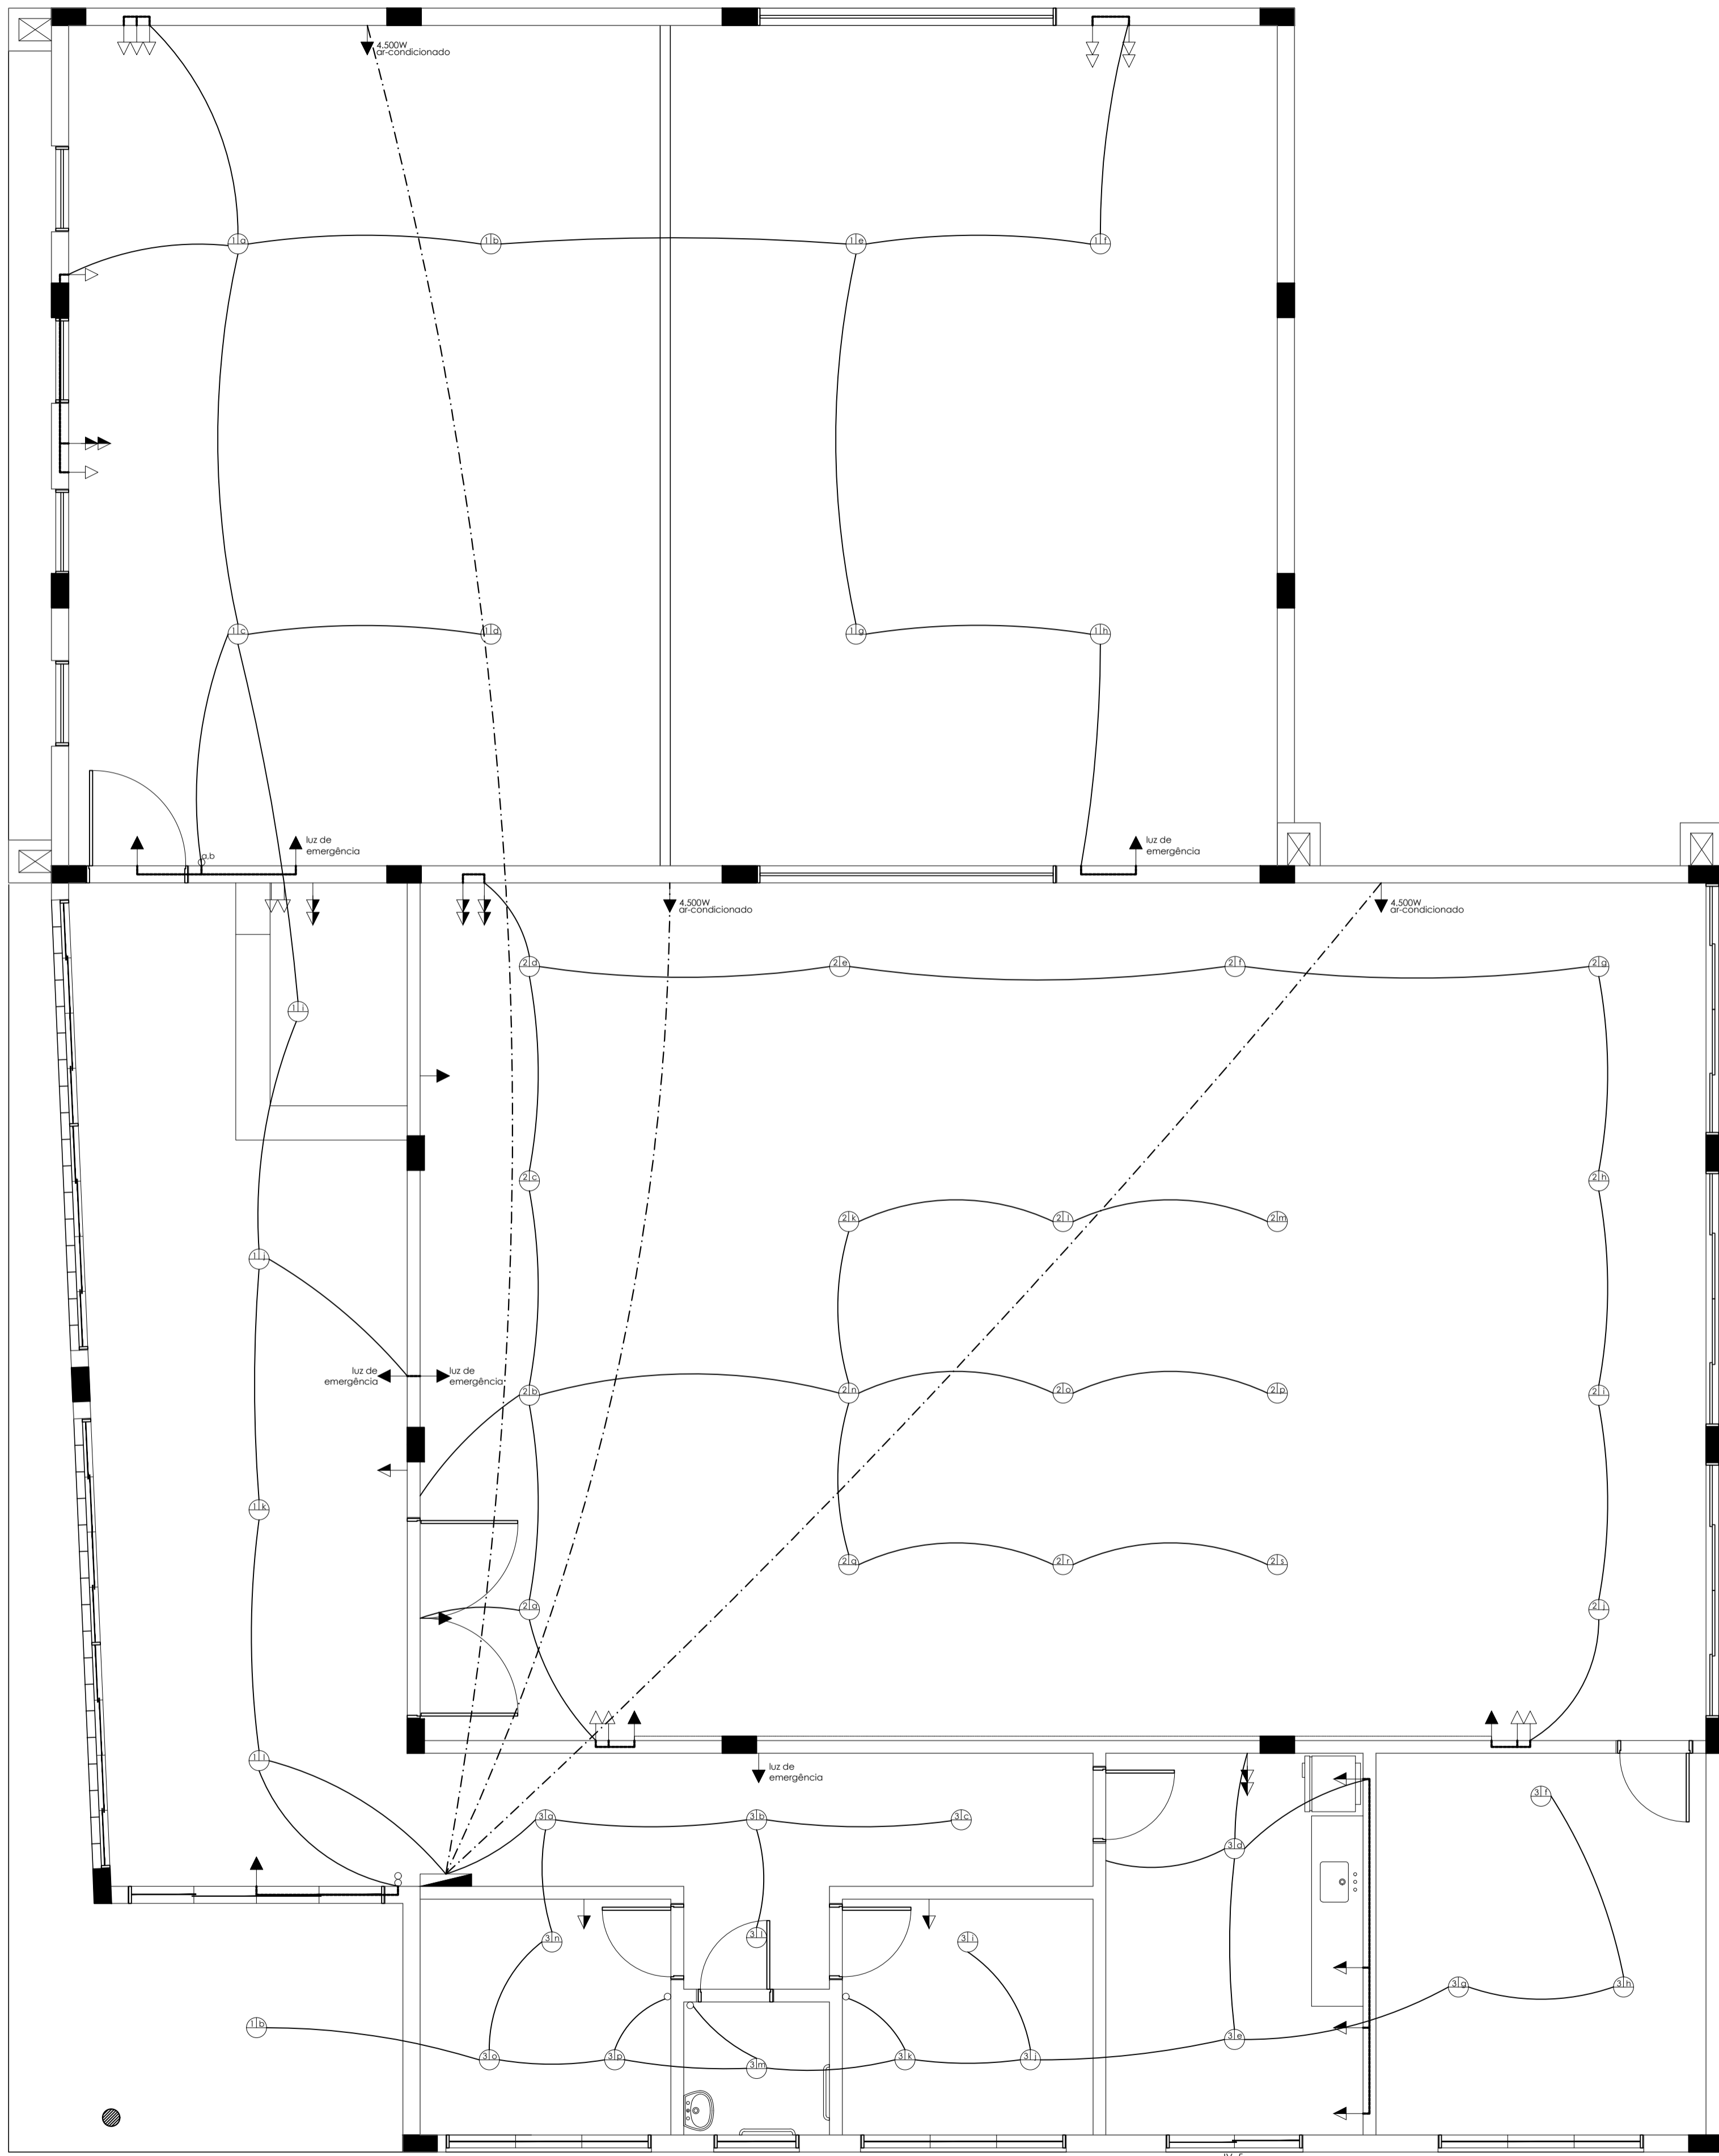 4.500W
ar-condicionado
1 a
1 b
1 e
1 f
1 c
1 d
1 g
1 h
a,b
luz de
emergência
luz de
emergência
4.500W
ar-condicionado
4.500W
ar-condicionado
2 d
2 e
2 f
2 g
1 i
2 c
2 h
2 k
2 l
2 m
1 j
luz de
emergência
luz de
emergência
2 b
2 n
2 o
2 p
2 i
1 k
2 q
2 r
2 s
2 a
2 j
1 l
luz de
emergência
3 a
3 b
3 c
3 d
3 f
3 n
3 l
3 i
3 g
3 h
1 b
3 o
3 p
3 m
3 k
3 j
3 e